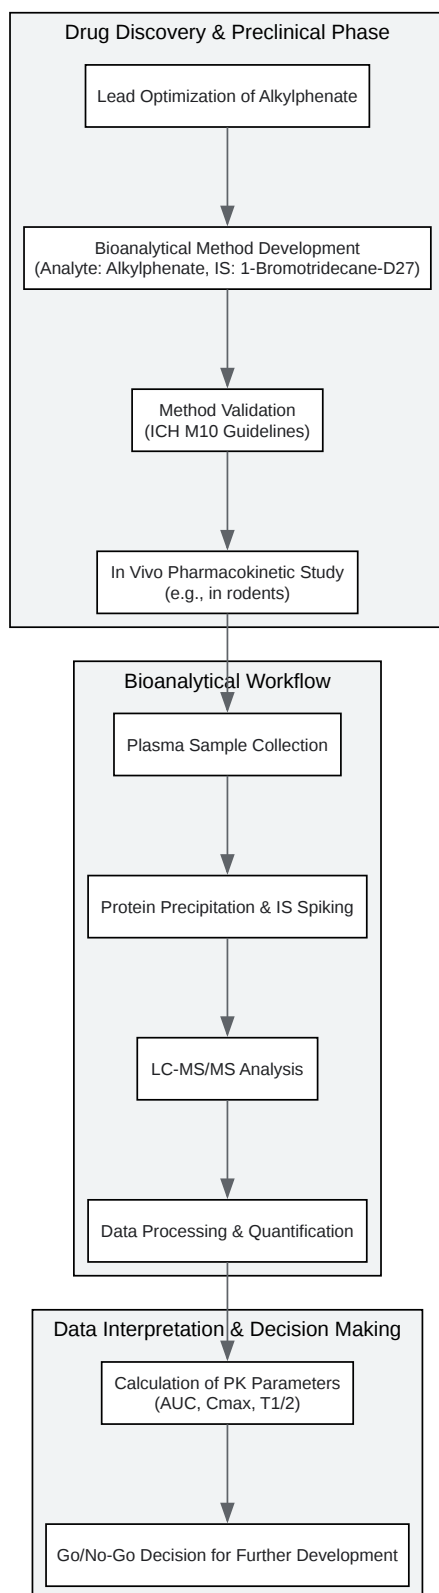 Drug Discovery & Preclinical Phase
Lead Optimization of Alkylphenate
Bioanalytical Method Development
(Analyte: Alkylphenate, IS: 1-Bromotridecane-D27)
Method Validation
(ICH M10 Guidelines)
In Vivo Pharmacokinetic Study
(e.g., in rodents)
Bioanalytical Workflow
Plasma Sample Collection
Protein Precipitation & IS Spiking
LC-MS/MS Analysis
Data Processing & Quantification
Data Interpretation & Decision Making
Calculation of PK Parameters
(AUC, Cmax, T1/2)
Go/No-Go Decision for Further Development